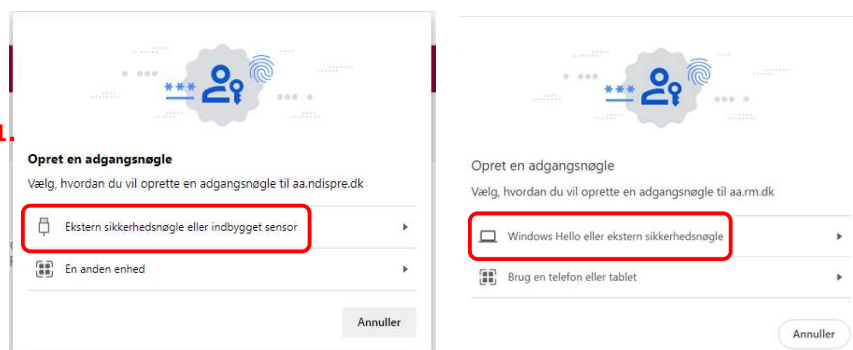 1.
***
Opret en adgangsnøgle
Vælg, hvordan du vil oprette en adgangsnøgle til aa.ndispre.dk
Ekstern sikkerhedsnøgle eller indbygget sensor
En anden enhed
Annuller
***
Opret en adgangsnøgle
Vælg, hvordan du vil oprette en adgangsnøgle til aa.rm.dk
Windows Hello eller ekstern sikkerhedsnøgle
Brug en telefon eller tablet
Annuller